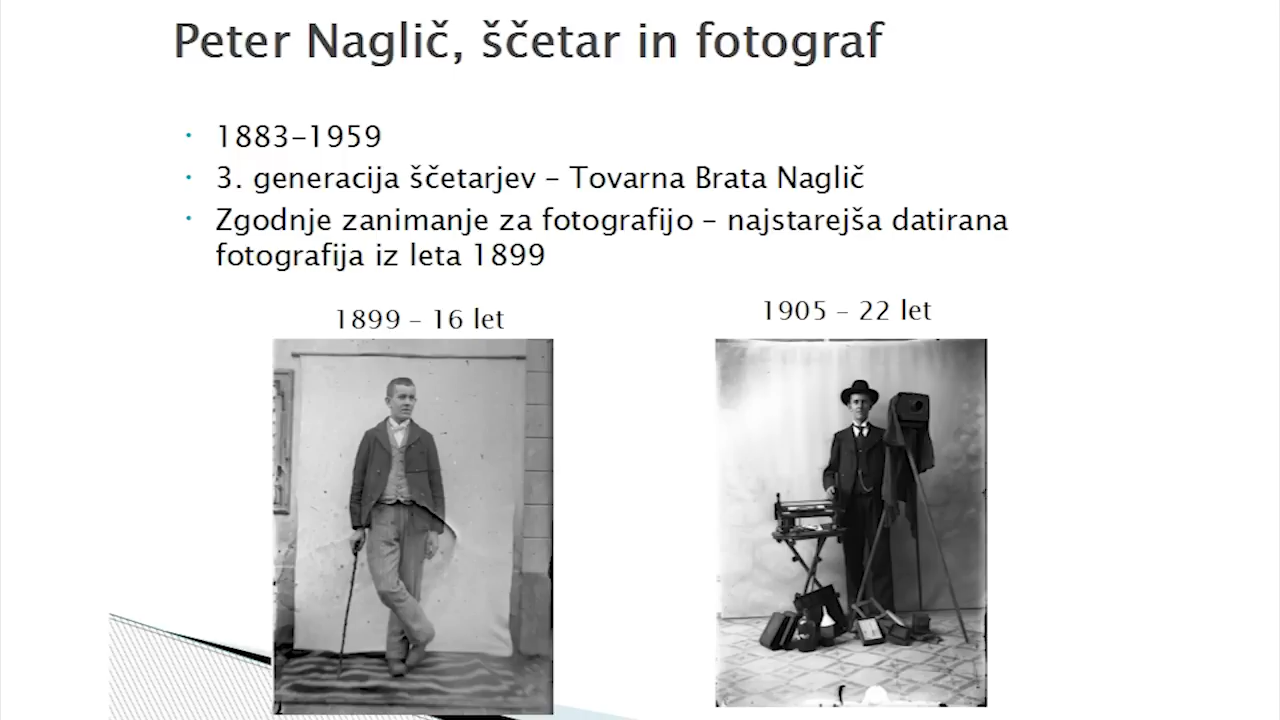 Peter Naglič, ščetar in fotograf
1883-1959
3. generacija ščetarjev - Tovarna Brata Naglič
Zgodnje zanimanje za fotografijo - najstarejša datirana
fotografija iz leta 1899
1899 - 16 let
1905 - 22 let